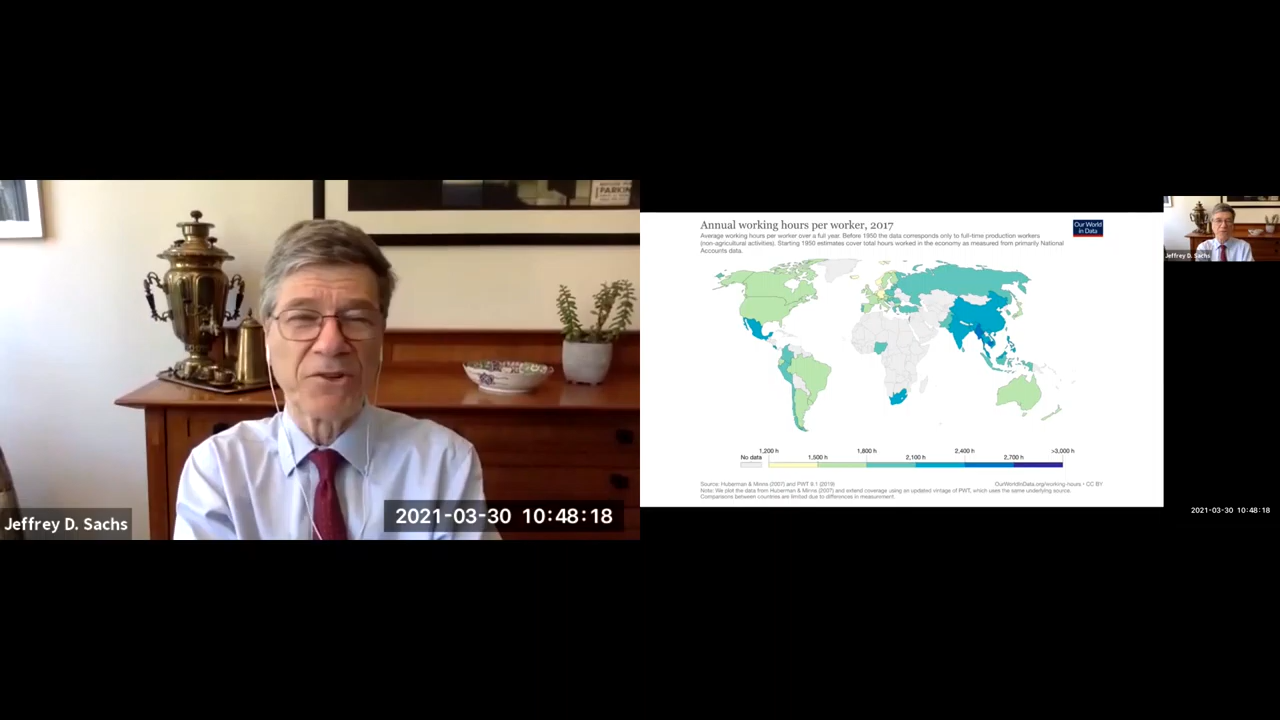 PARKIN
Jeffrey D. Sachs
2021-03-30 10:48:18
Annual working hours per worker, 2017
Average working hours per worker over a full year. Before 1950 the data corresponds only to full-time production workers
(non-agricultural activities). Starting 1950 estimates cover total hours worked in the economy as measured from primarily National
Accounts data.
Our World
in Data
No data
1,200 h
1,500 h
1,800 h
2,100 h
2,400 h
2,700 h
>3,000 h
Source: Huberman & Minns (2007) and PWT 9.1 (2019)
OurWorldInData.org/working-hours • CC BY
Note: We plot the data from Huberman & Minns (2007) and extend coverage using an updated vintage of PWT, which uses the same underlying source.
Comparisons between countries are limited due to differences in measurement.
Jeffrey D. Sachs
2021-03-30 10:48:18